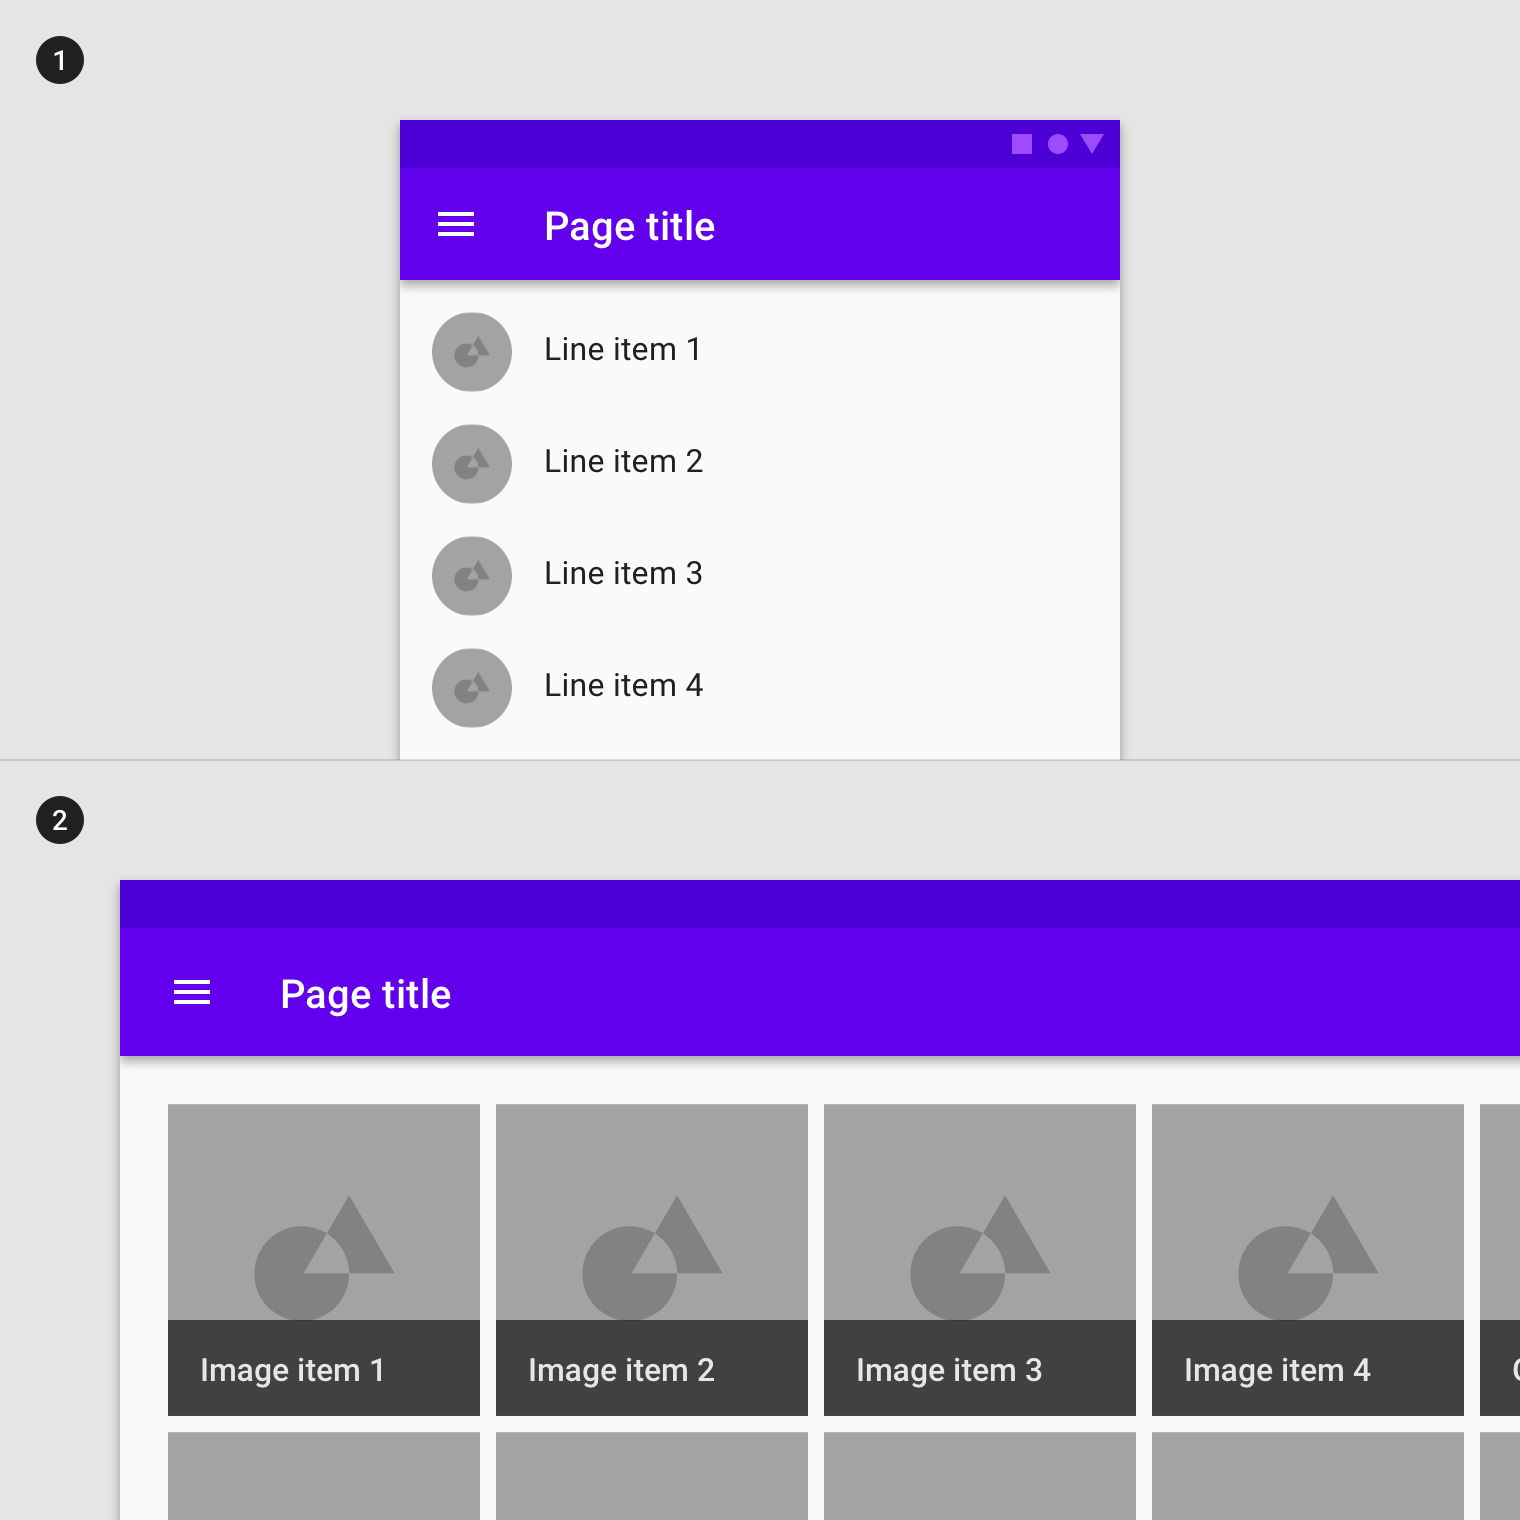 1
Page title
Line item 1
Line item 2
Line item 3
Line item 4
2
Page title
Image item 1 Image item 2 Image item 3 Image item 4